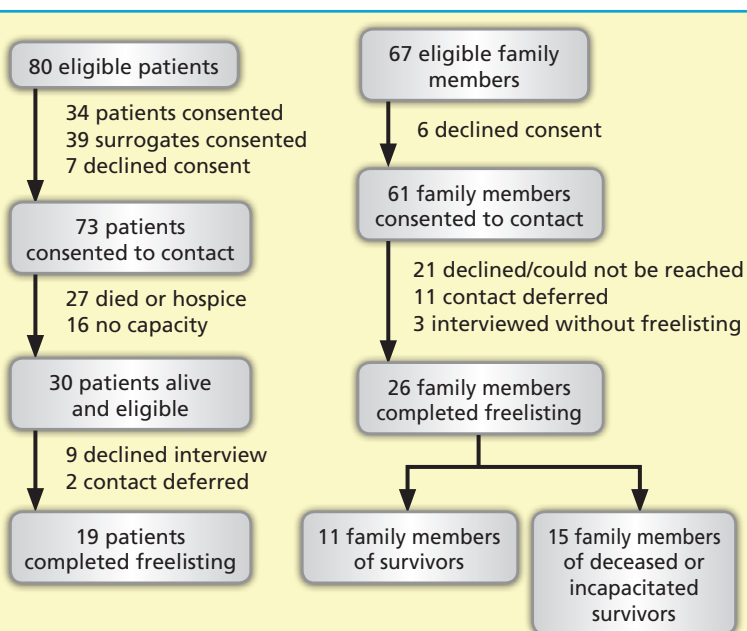 80 eligible patients
34 patients consented
39 surrogates consented
7 declined consent
73 patients
consented to contact
27 died or hospice
16 no capacity
30 patients alive
and eligible
9 declined interview
2 contact deferred
19 patients
completed freelisting
67 eligible family
members
6 declined consent
61 family members
consented to contact
21 declined/could not be reached
11 contact deferred
3 interviewed without freelisting
26 family members
completed freelisting
11 family members
of survivors
15 family members
of deceased or
incapacitated
survivors